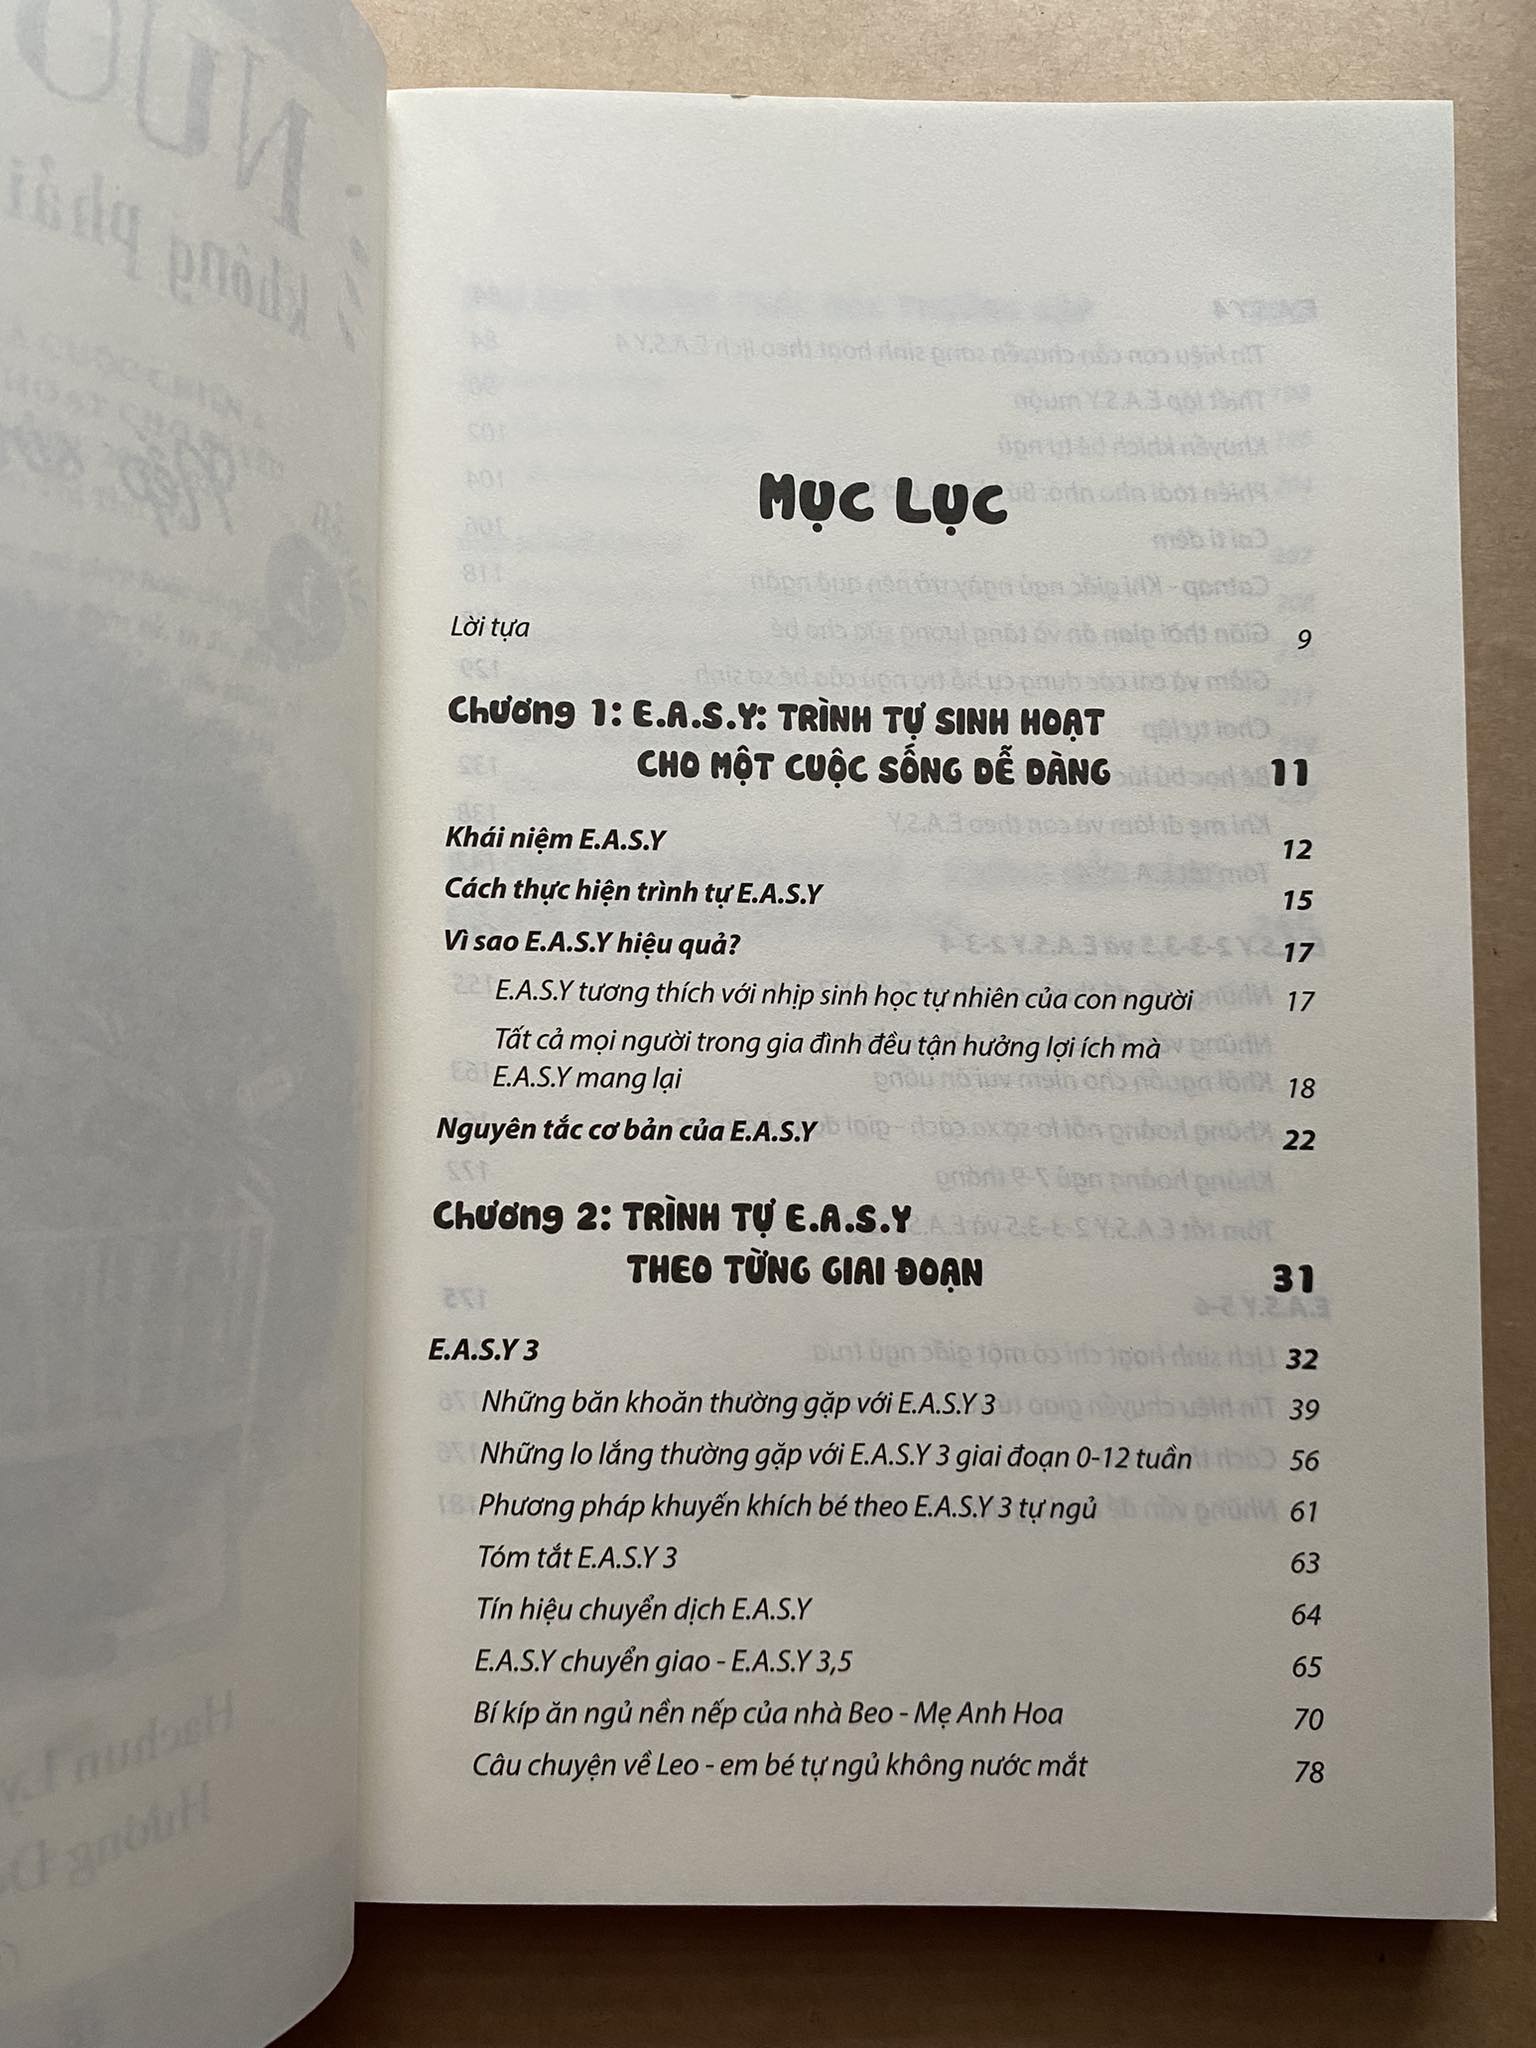 MỤC LỤC
Lời tựa 9
Chương 1: E.A.S.Y: TRÌNH TỰ SINH HOẠT
CHO MỘT CUỘC SỐNG DỄ DÀNG 11
Khái niệm E.A.S.Y 12
Cách thực hiện trình tự E.A.S.Y 15
Vì sao E.A.S.Y hiệu quả? 17
E.A.S.Y tương thích với nhịp sinh học tự nhiên của con người 17
Tất cả mọi người trong gia đình đều tận hưởng lợi ích mà
E.A.S.Y mang lại 18
Nguyên tắc cơ bản của E.A.S.Y 22
Chương 2: TRÌNH TỰ E.A.S.Y
THEO TỪNG GIAI ĐOẠN 31
E.A.S.Y 3 32
Những băn khoăn thường gặp với E.A.S.Y 3 39
Những lo lắng thường gặp với E.A.S.Y 3 giai đoạn 0-12 tuần 56
Phương pháp khuyến khích bé theo E.A.S.Y 3 tự ngủ 61
Tóm tắt E.A.S.Y 3 63
Tín hiệu chuyển dịch E.A.S.Y 64
E.A.S.Y chuyển giao - E.A.S.Y 3,5 65
Bí kíp ăn ngủ nền nếp của nhà Beo - Mẹ Anh Hoa 70
Câu chuyện về Leo - em bé tự ngủ không nước mắt 78